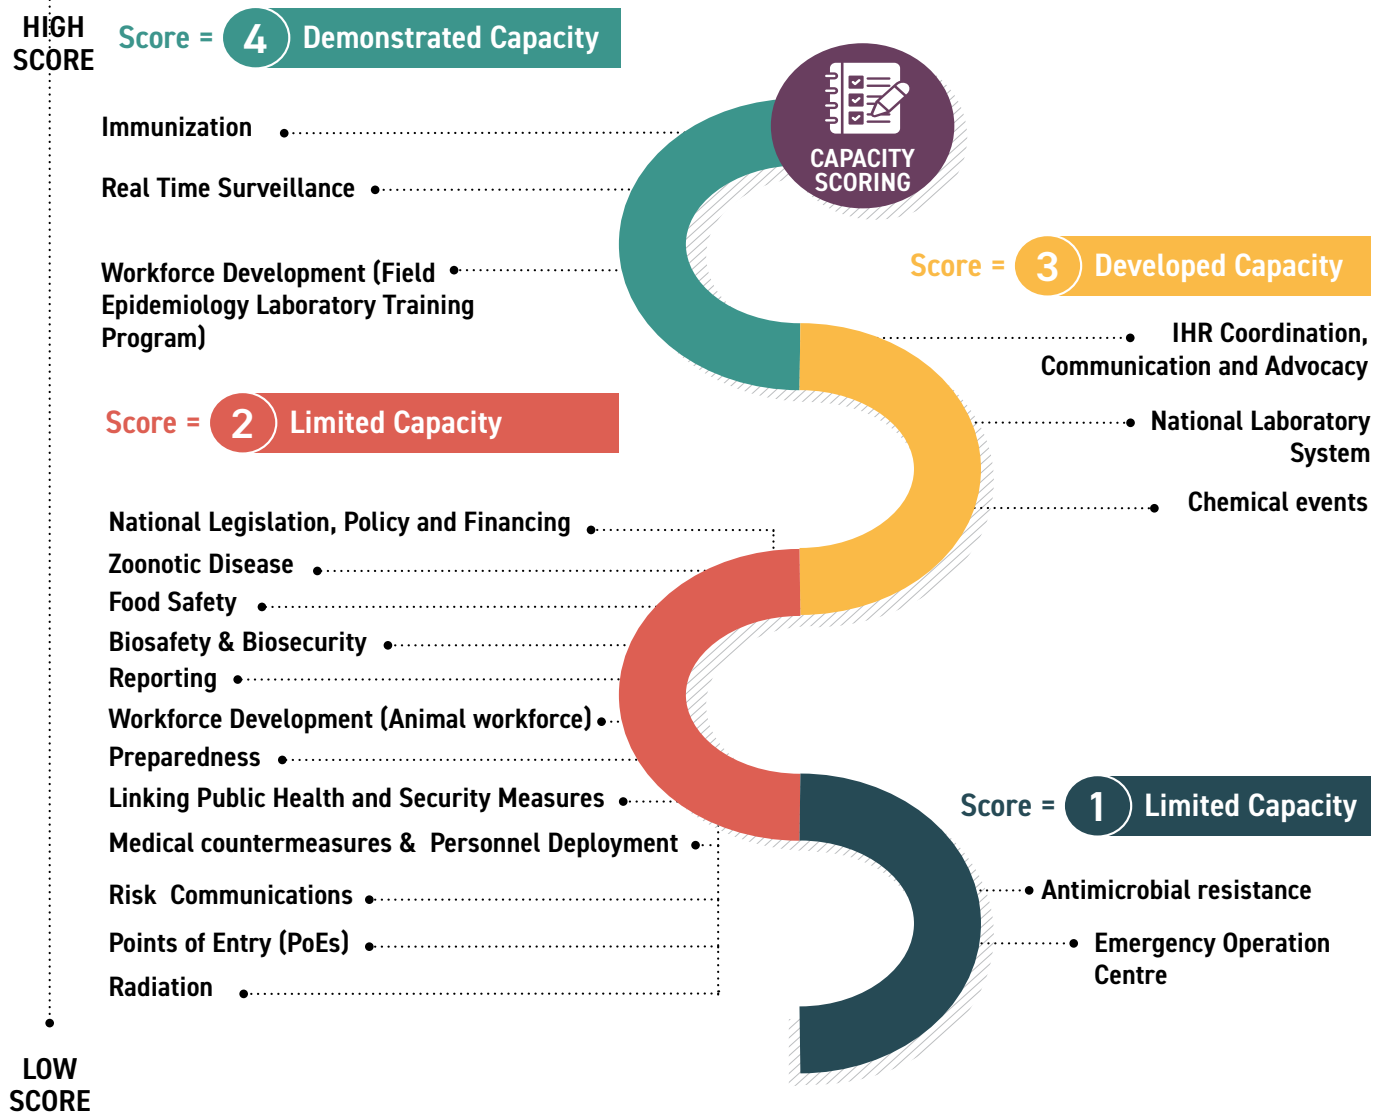 HIGH
SCORE
Score = 4 Demonstrated Capacity
CAPACITY
SCORING
Immunization
Real Time Surveillance
Workforce Development (Field
Epidemiology Laboratory Training
Program)
Score = 3 Developed Capacity
IHR Coordination,
Communication and Advocacy
National Laboratory
System
Chemical events
Score = 2 Limited Capacity
National Legislation, Policy and Financing
Zoonotic Disease
Food Safety
Biosafety & Biosecurity
Reporting
Workforce Development (Animal workforce)
Preparedness
Linking Public Health and Security Measures
Medical countermeasures & Personnel Deployment
Risk Communications
Points of Entry (PoEs)
Radiation
Score = 1 Limited Capacity
Antimicrobial resistance
Emergency Operation
Centre
LOW
SCORE